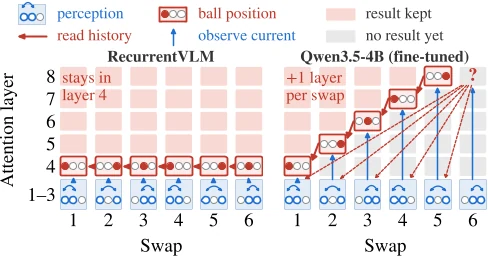 perception
ball position
result kept
read history
observe current
no result yet
RecurrentVLM
Qwen3.5-4B (fine-tuned)
Attention layer
8
7
6
5
4
1–3
stays in
layer 4
+1 layer
per swap
?
1 2 3 4 5 6
1 2 3 4 5 6
Swap
Swap